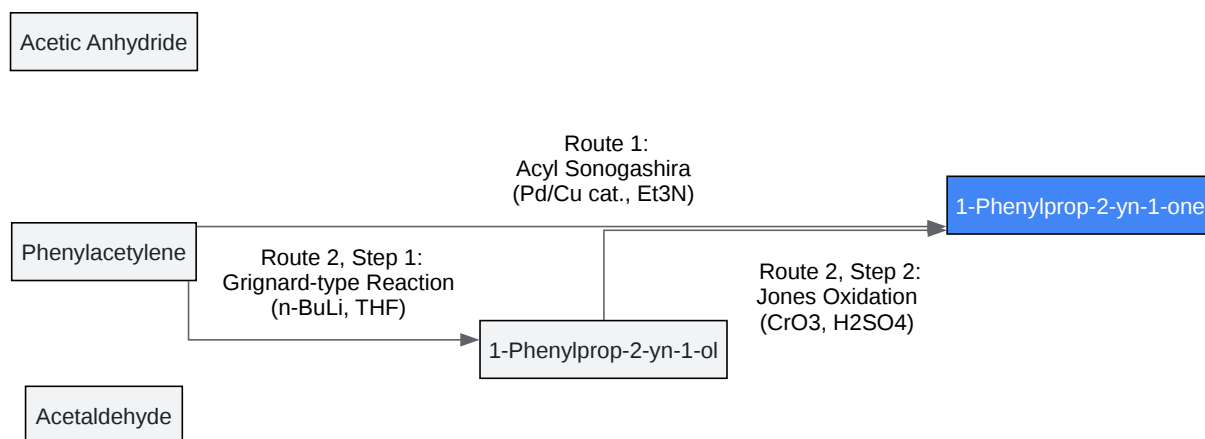 Acetic Anhydride
Route 1:
Acyl Sonogashira
(Pd/Cu cat., Et3N)
1-Phenylprop-2-yn-1-one
Phenylacetylene
Route 2, Step 1:
Grignard-type Reaction
(n-BuLi, THF)
Route 2, Step 2:
Jones Oxidation
(CrO3, H2SO4)
1-Phenylprop-2-yn-1-ol
Acetaldehyde